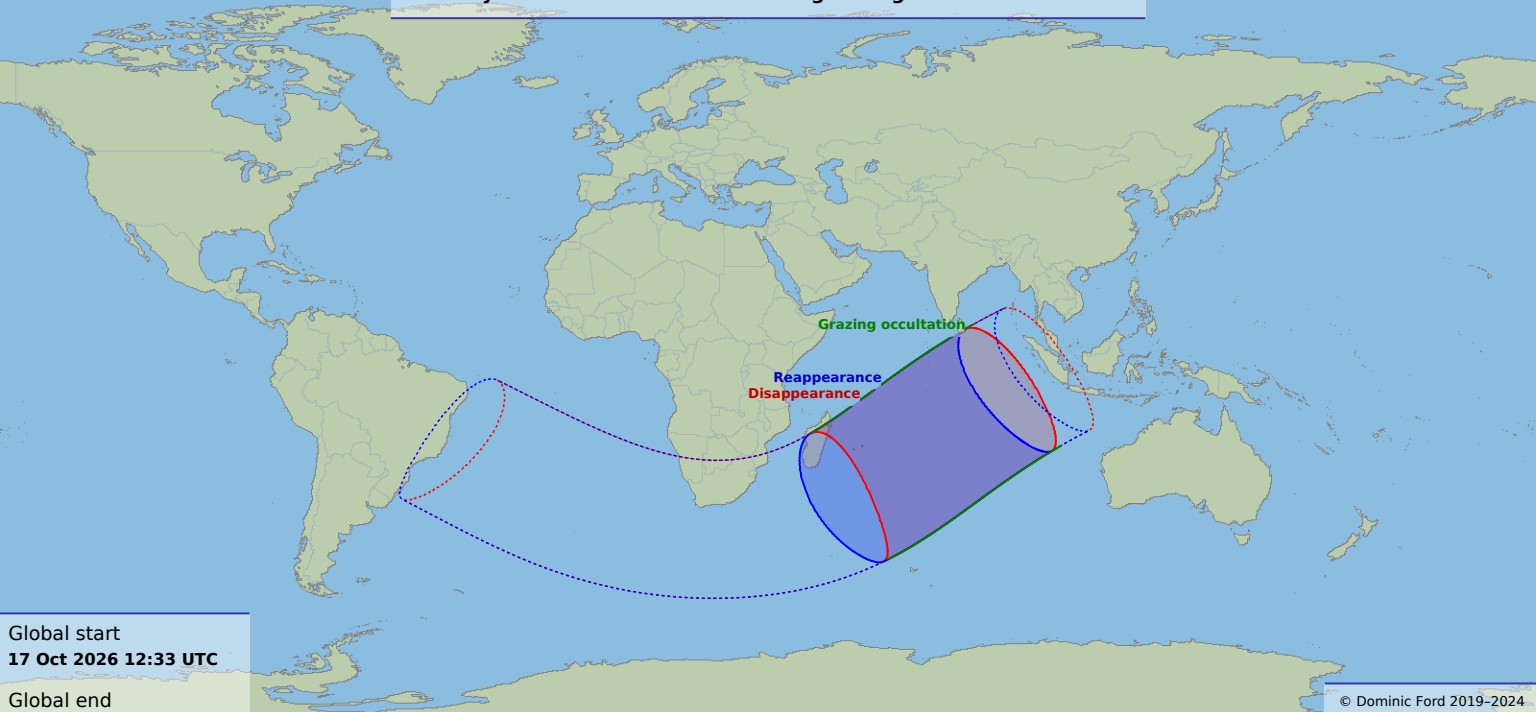 Grazing occultation
Reappearance
Disappearance
Global start
17 Oct 2026 12:33 UTC
Global end
© Dominic Ford 2019–2024